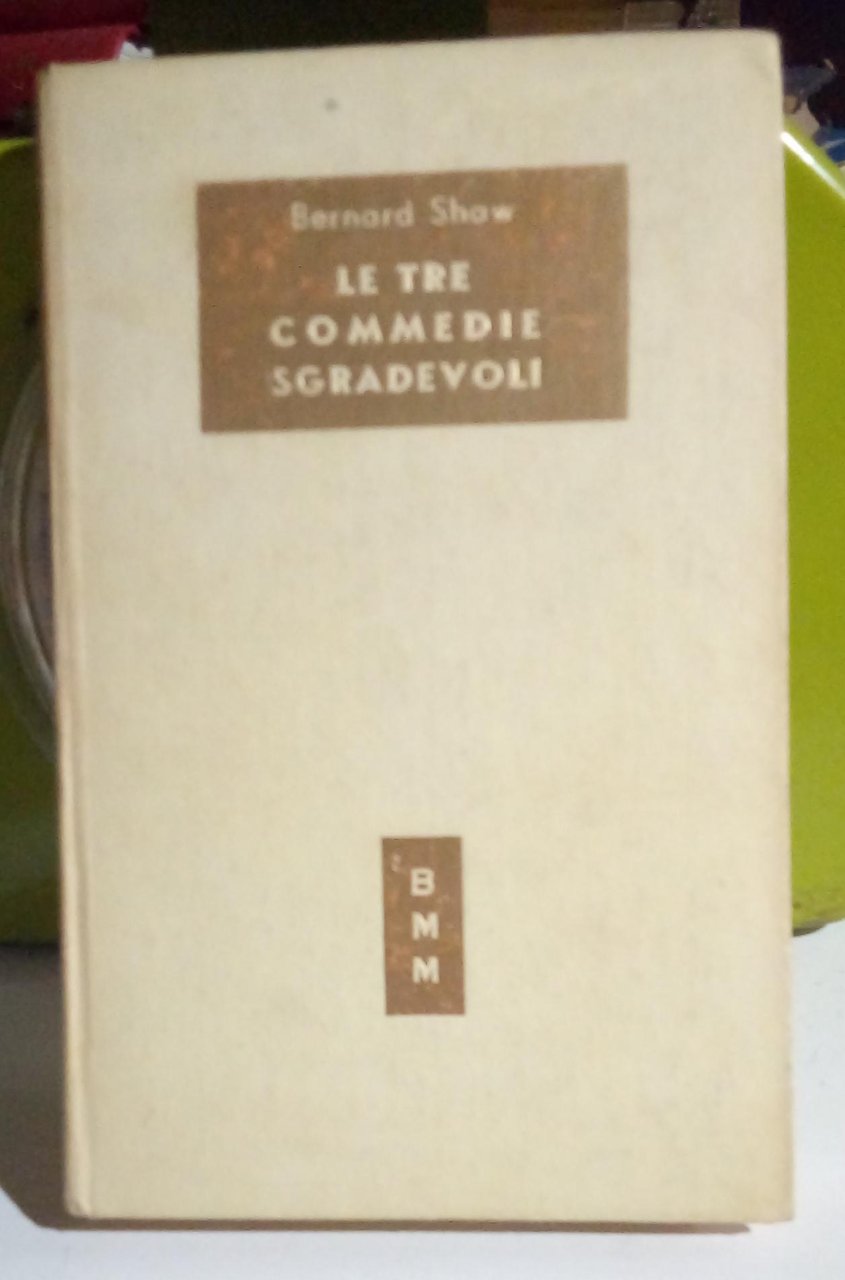 Bernard Shaw
LE TRE
COMMEDIE
SGRADEVOLI
B
M
M